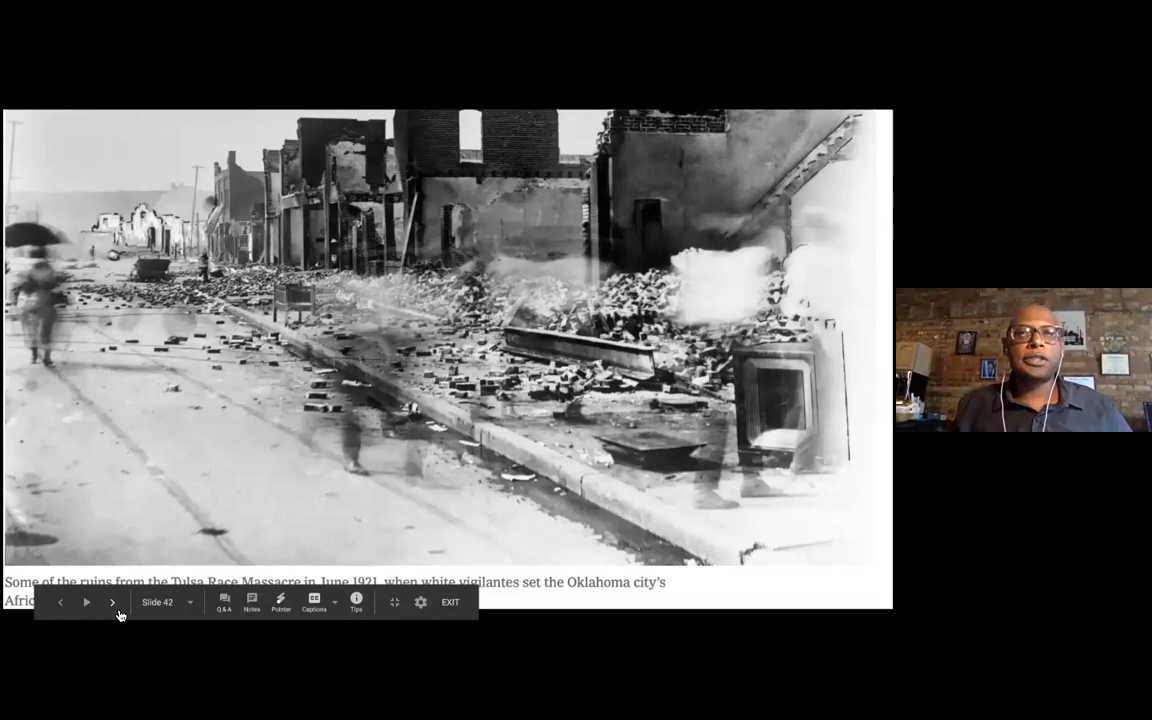 Some of the ruins from the Tulsa Race Massacre in June 1921, when white vigilantes set the Oklahoma city's
Afric
Slide 42
Q&A
Notes
Pointer
Captions
Tips
EXIT